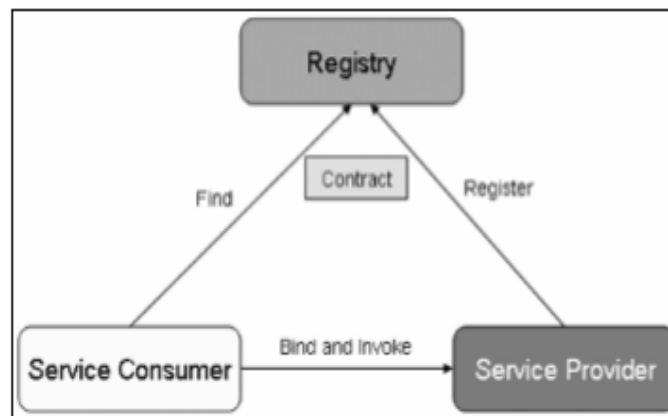 Registry
Contract
Find
Register
Bind and Invoke
Service Consumer
Service Provider